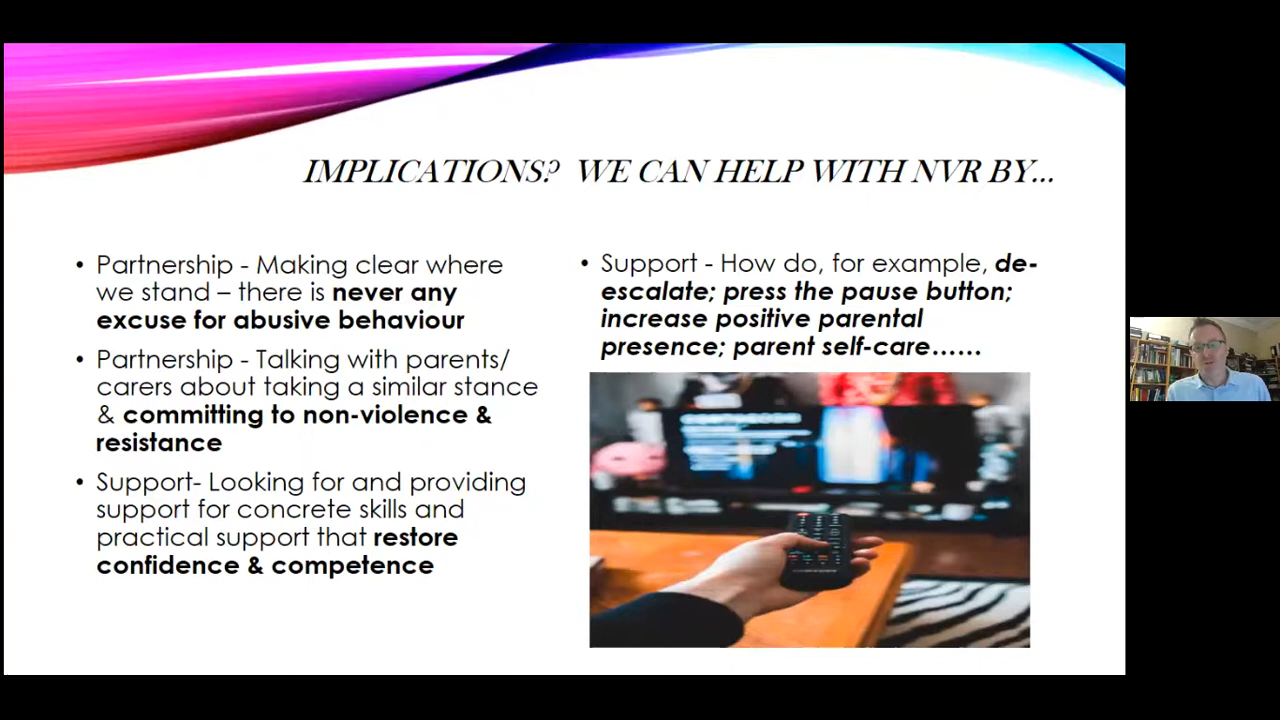 IMPLICATIONS? WE CAN HELP WITH NVR BY...
• Partnership - Making clear where
we stand – there is never any
excuse for abusive behaviour
• Partnership - Talking with parents/
carers about taking a similar stance
& committing to non-violence &
resistance
• Support- Looking for and providing
support for concrete skills and
practical support that restore
confidence & competence
• Support - How do, for example, de-
escalate; press the pause button;
increase positive parental
presence; parent self-care……